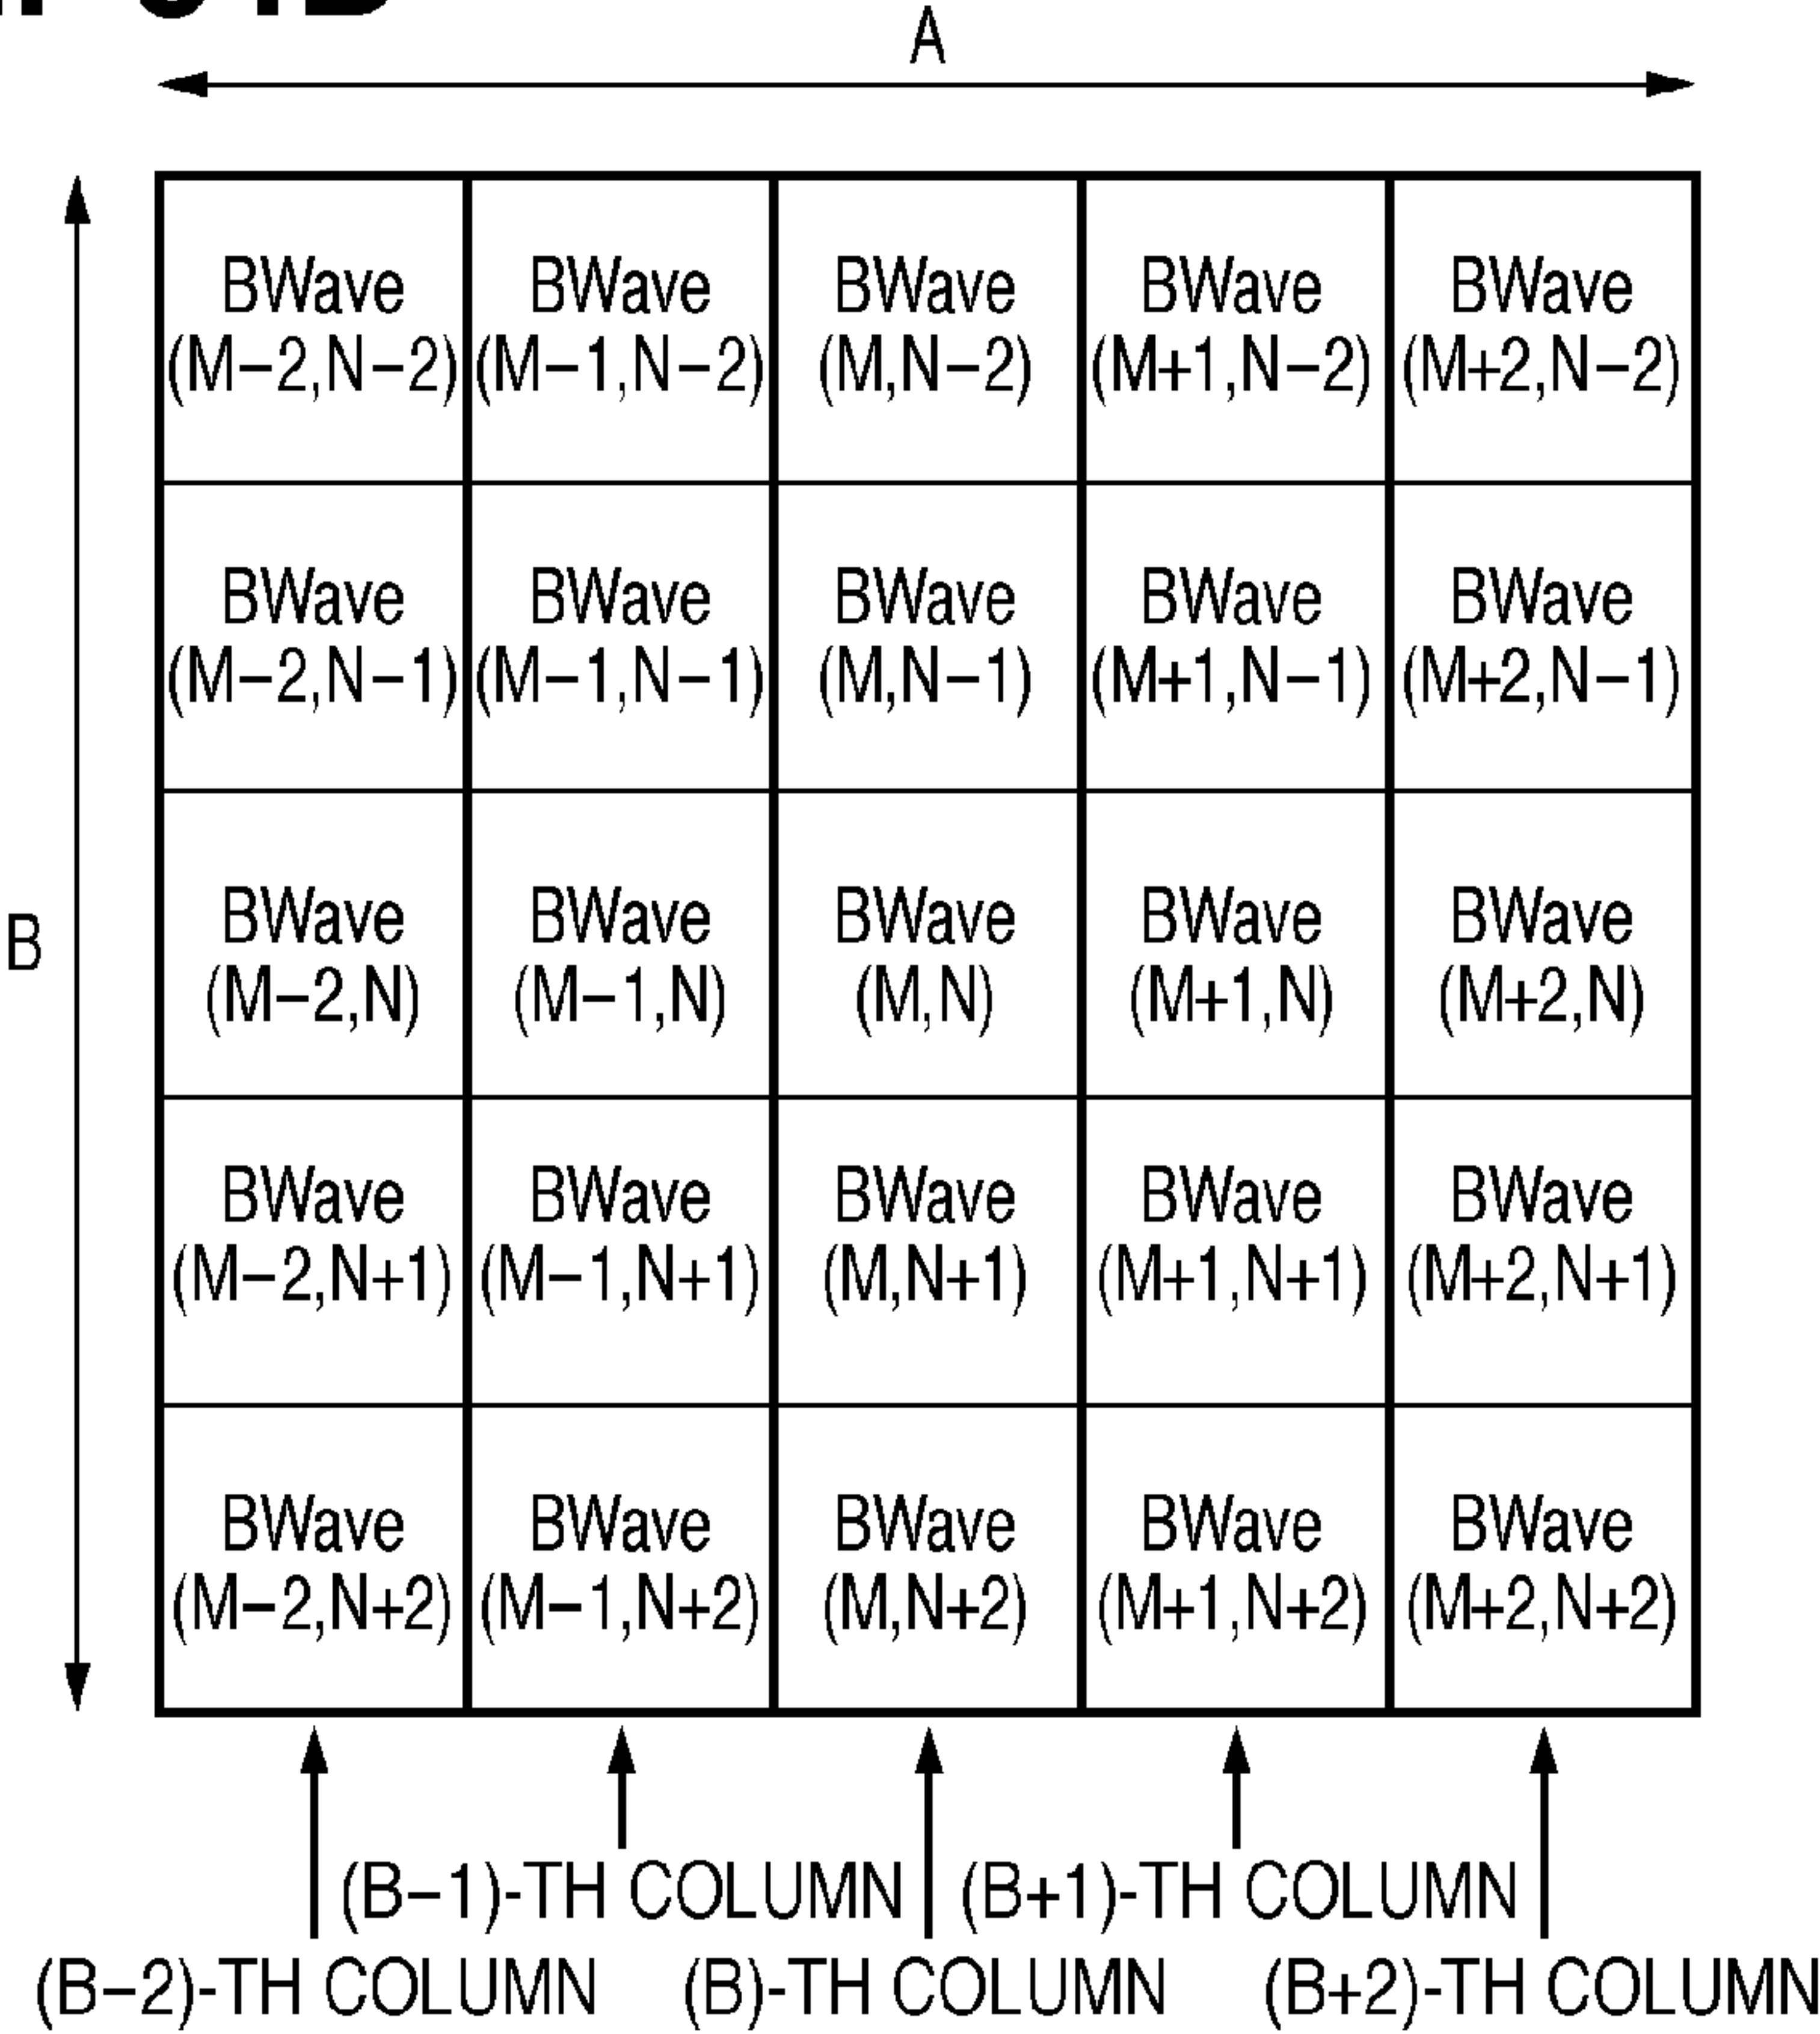 A
BWave BWave BWave BWave BWave
(M−2,N−2) (M−1,N−2) (M,N−2) (M+1,N−2) (M+2,N−2)
BWave BWave BWave BWave BWave
(M−2,N−1) (M−1,N−1) (M,N−1) (M+1,N−1) (M+2,N−1)
B
BWave BWave BWave BWave BWave
(M−2,N) (M−1,N) (M,N) (M+1,N) (M+2,N)
BWave BWave BWave BWave BWave
(M−2,N+1) (M−1,N+1) (M,N+1) (M+1,N+1) (M+2,N+1)
BWave BWave BWave BWave BWave
(M−2,N+2) (M−1,N+2) (M,N+2) (M+1,N+2) (M+2,N+2)
(B−1)-TH COLUMN (B+1)-TH COLUMN
(B−2)-TH COLUMN (B)-TH COLUMN (B+2)-TH COLUMN